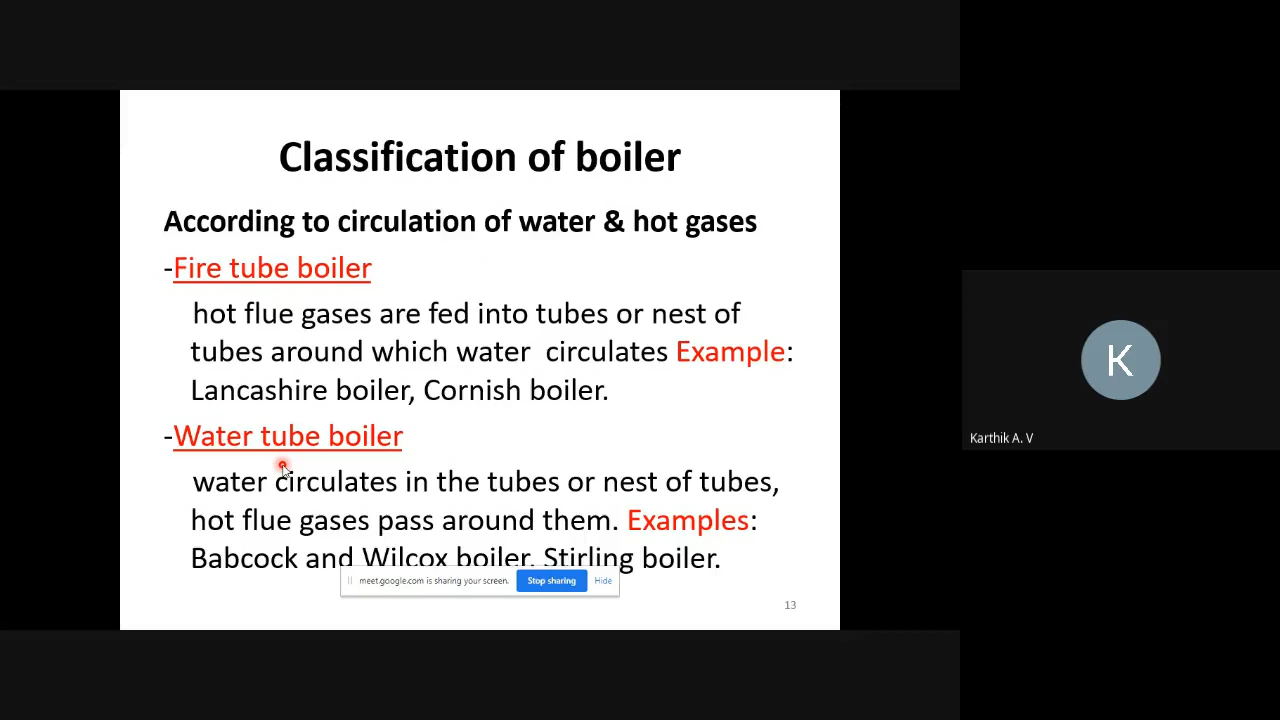 Classification of boiler
According to circulation of water & hot gases
-Fire tube boiler
hot flue gases are fed into tubes or nest of
tubes around which water circulates Example:
Lancashire boiler, Cornish boiler.
-Water tube boiler
water circulates in the tubes or nest of tubes,
hot flue gases pass around them. Examples:
Babcock and Wilcox boiler, Stirling boiler.
meet.google.com is sharing your screen. Stop sharing Hide
13
K
Karthik A. V